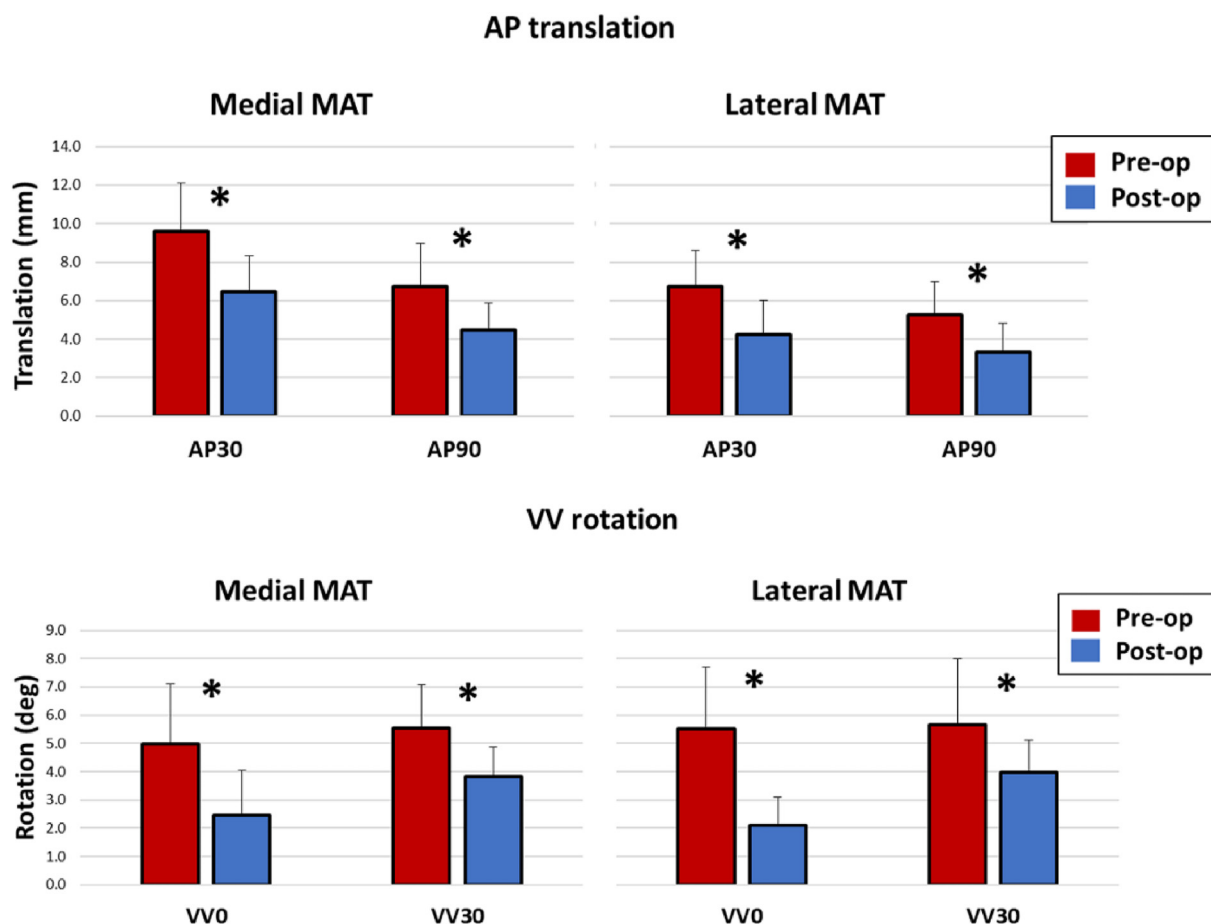 AP translation
Medial MAT
Lateral MAT
Pre-op
Post-op
Translation (mm)
14.0
12.0
10.0
8.0
6.0
4.0
2.0
0.0
*
*
*
*
AP30
AP90
AP30
AP90
VV rotation
Medial MAT
Lateral MAT
Pre-op
Post-op
Rotation (deg)
9.0
8.0
7.0
6.0
5.0
4.0
3.0
2.0
1.0
0.0
*
*
*
*
VV0
VV30
VV0
VV30